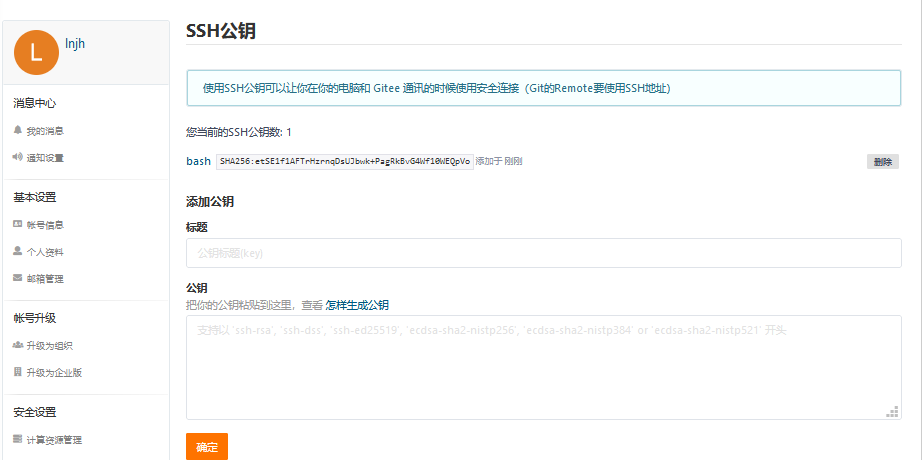 L
lnjh
消息中心
我的消息
通知设置
基本设置
帐号信息
个人资料
邮箱管理
帐号升级
升级为组织
升级为企业版
安全设置
计算资源管理
SSH公钥
使用SSH公钥可以让你在你的电脑和 Gitee 通讯的时候使用安全连接（Git的Remote要使用SSH地址）
您当前的SSH公钥数: 1
bash SHA256:etSE1f1AFTrHzrnqDsUJbwk+PagRkBvG4Wf10WEQpVo 添加于 刚刚 删除
添加公钥
标题
公钥标题(key)
公钥
把你的公钥粘贴到这里，查看 怎样生成公钥
支持以 'ssh-rsa', 'ssh-dss', 'ssh-ed25519', 'ecdsa-sha2-nistp256', 'ecdsa-sha2-nistp384' or 'ecdsa-sha2-nistp521' 开头
确定